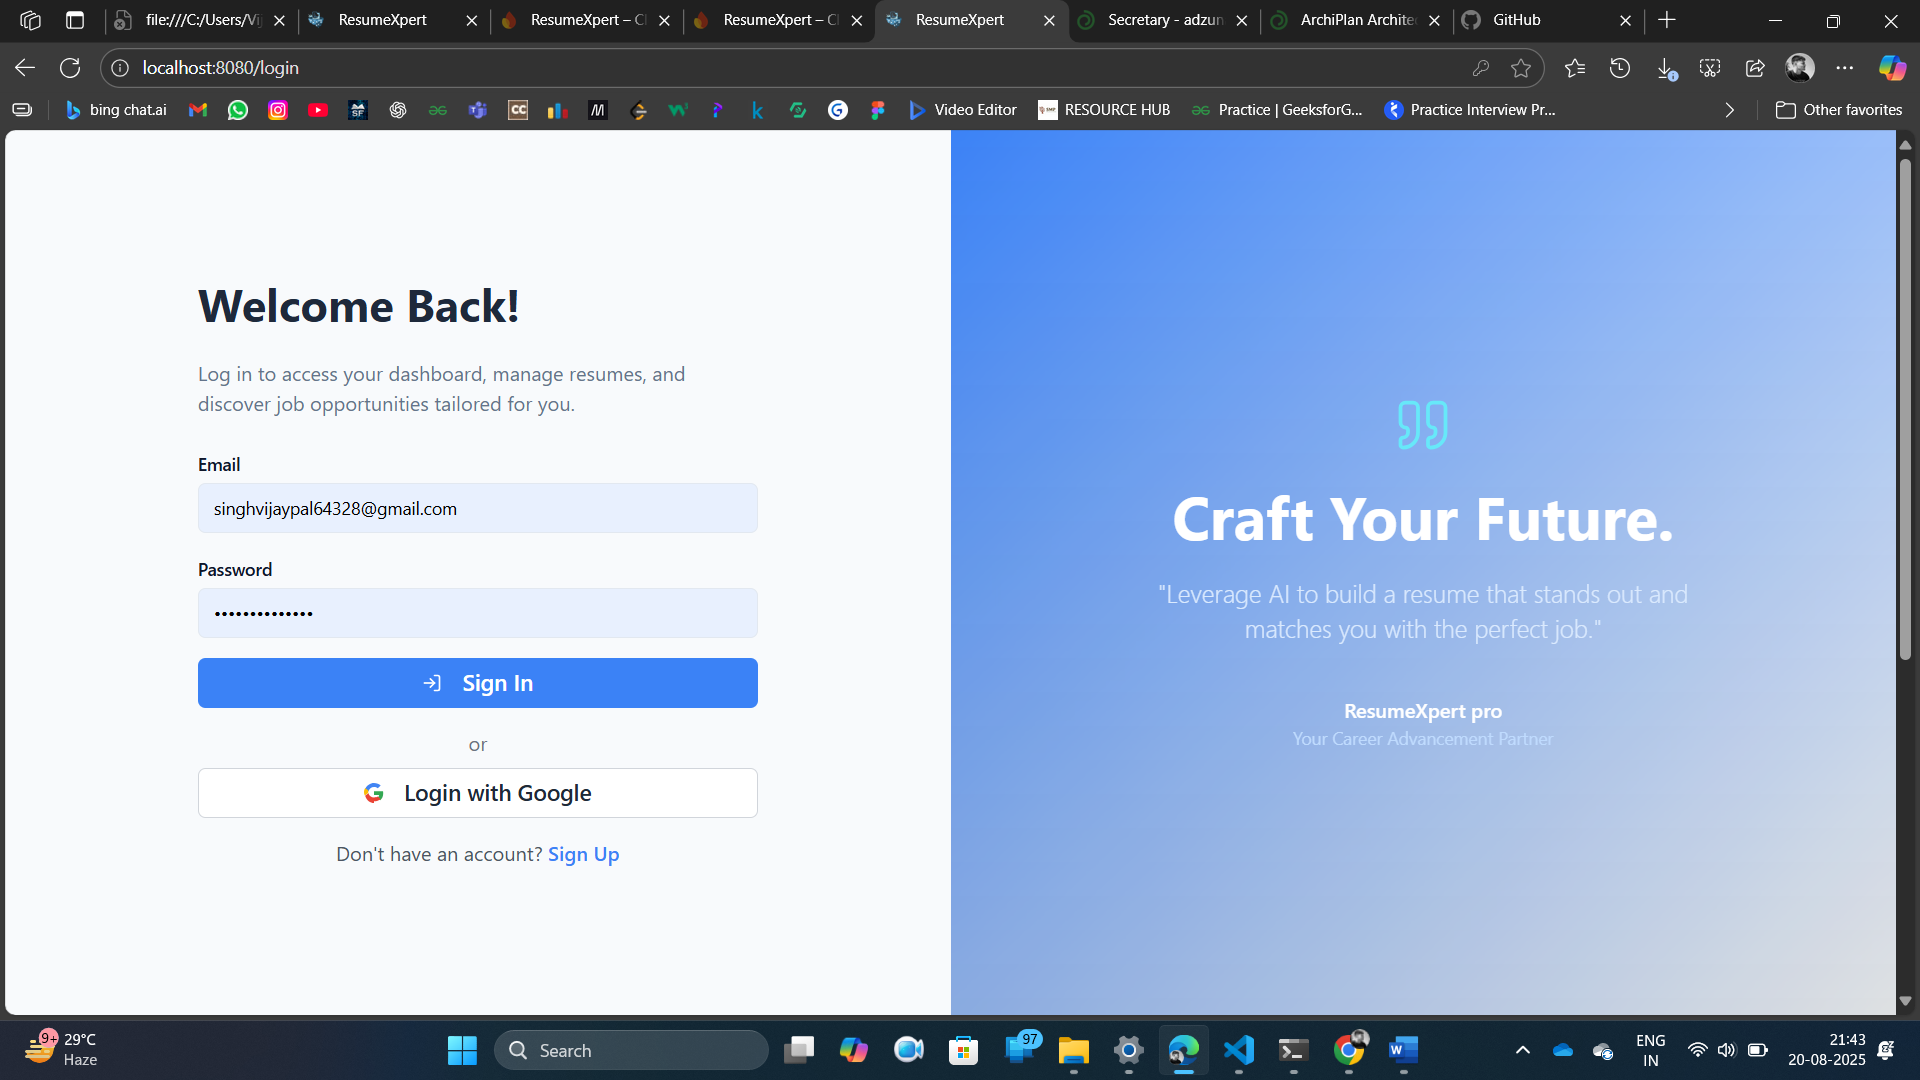 file:///C:/Users/Vij
ResumeXpert
ResumeXpert – Cl
ResumeXpert – Cl
ResumeXpert
Secretary - adzun
ArchiPlan Archited
GitHub
localhost:8080/login
bing chat.ai
Video Editor
RESOURCE HUB
Practice | GeeksforG...
Practice Interview Pr...
Other favorites
Welcome Back!
Log in to access your dashboard, manage resumes, and
discover job opportunities tailored for you.
Email
singhvijaypal64328@gmail.com
Password
Sign In
or
Login with Google
Don't have an account? Sign Up
Craft Your Future.
"Leverage AI to build a resume that stands out and
matches you with the perfect job."
ResumeXpert pro
Your Career Advancement Partner
9+
29°C
Haze
Search
97
ENG
IN
21:43
20-08-2025